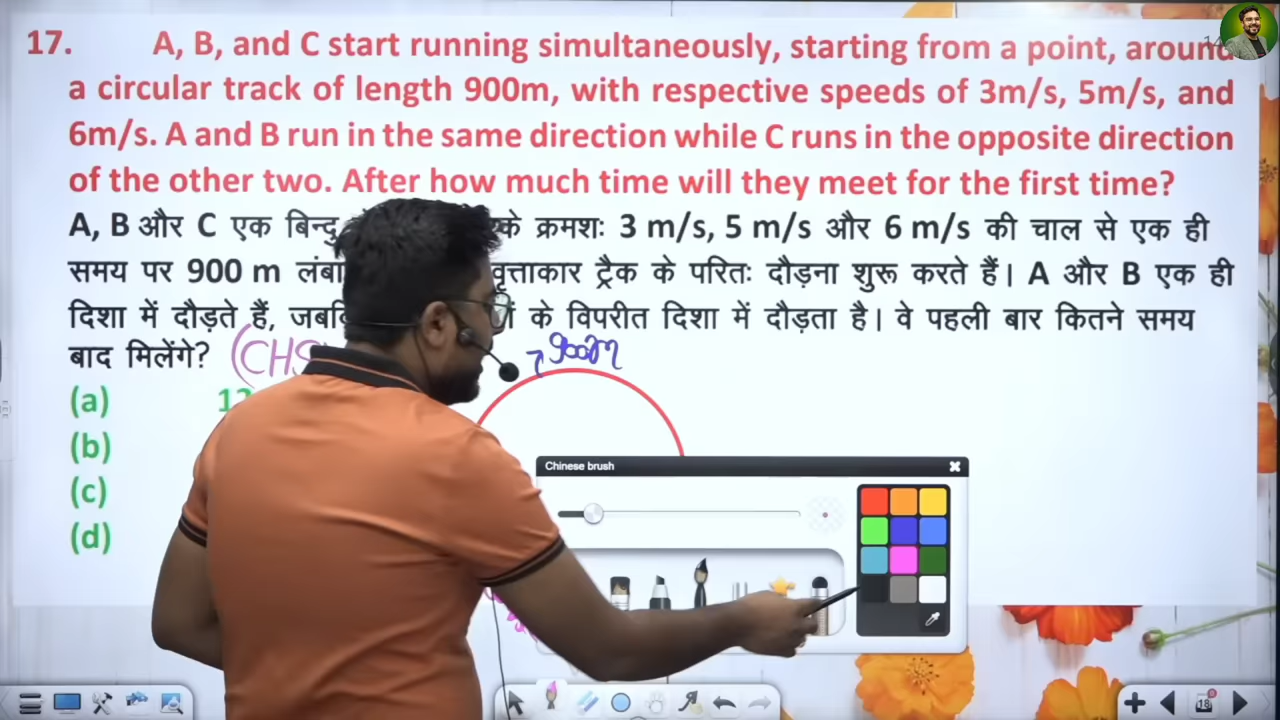 17. A, B, and C start running simultaneously, starting from a point, around
a circular track of length 900m, with respective speeds of 3m/s, 5m/s, and
6m/s. A and B run in the same direction while C runs in the opposite direction
of the other two. After how much time will they meet for the first time?
A, B और C एक बिन्दु के क्रमशः 3 m/s, 5 m/s और 6 m/s की चाल से एक ही
समय पर 900 m वृत्ताकार ट्रैक के परितः दौड़ना शुरू करते हैं। A और B एक ही
दिशा में दौड़ते हैं, के विपरीत दिशा में दौड़ता है। वे पहली बार कितने समय
बाद मिलेंगे? (CHS
900m
(a)
(b)
(c)
(d)
Chinese brush
18